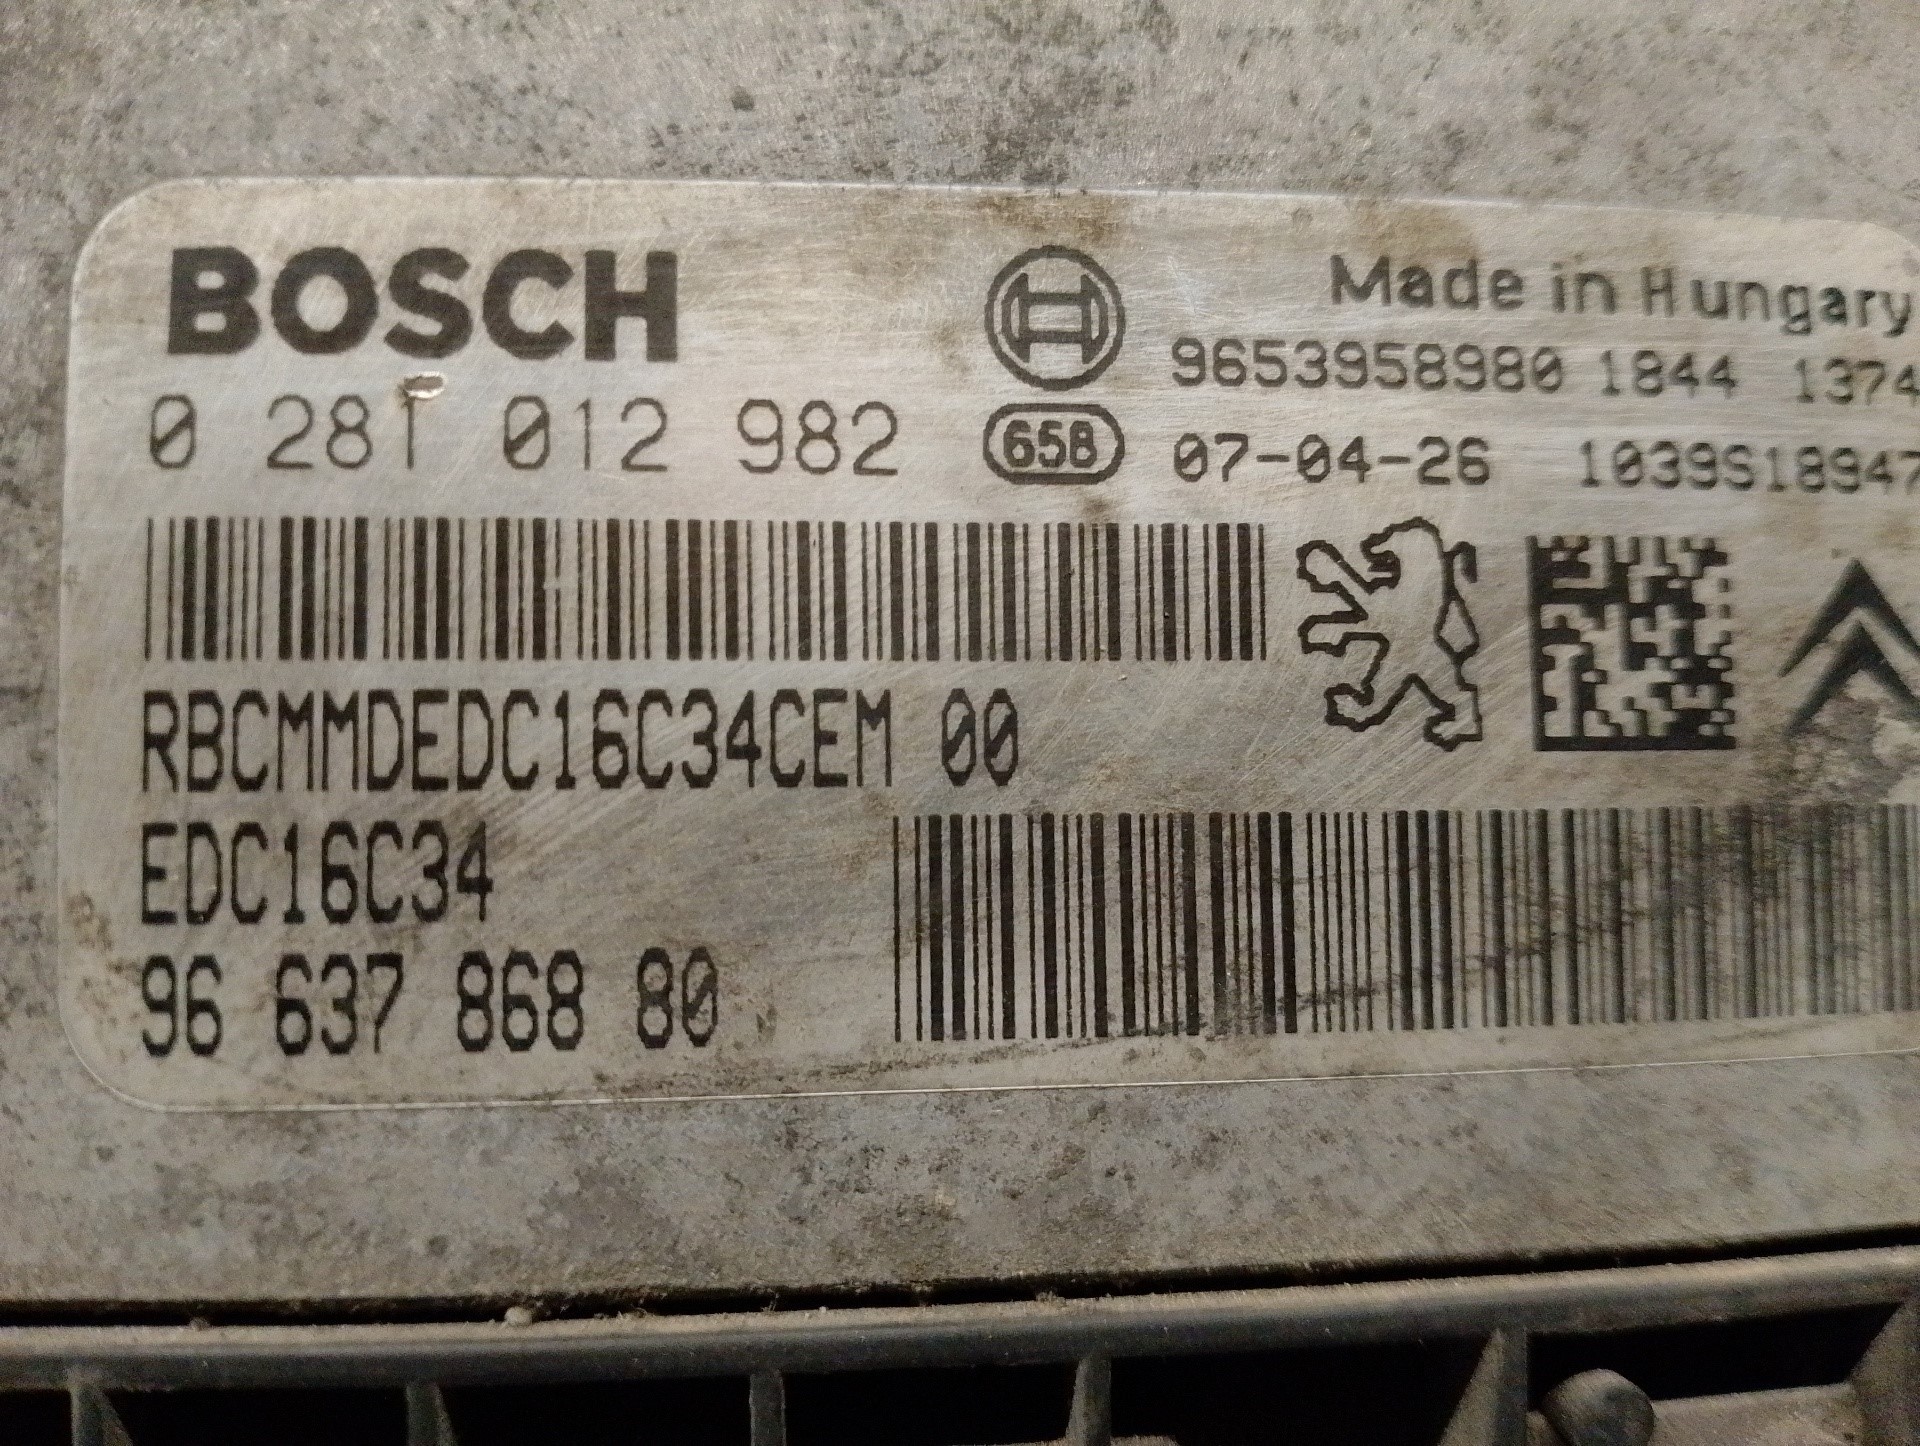 BOSCH
Made in Hungary
9653958980 1844 1374
0 281 012 982
658
07-04-26
1039S18947
RBCMMDEDC16C34CEM 00
EDC16C34
96 637 868 80